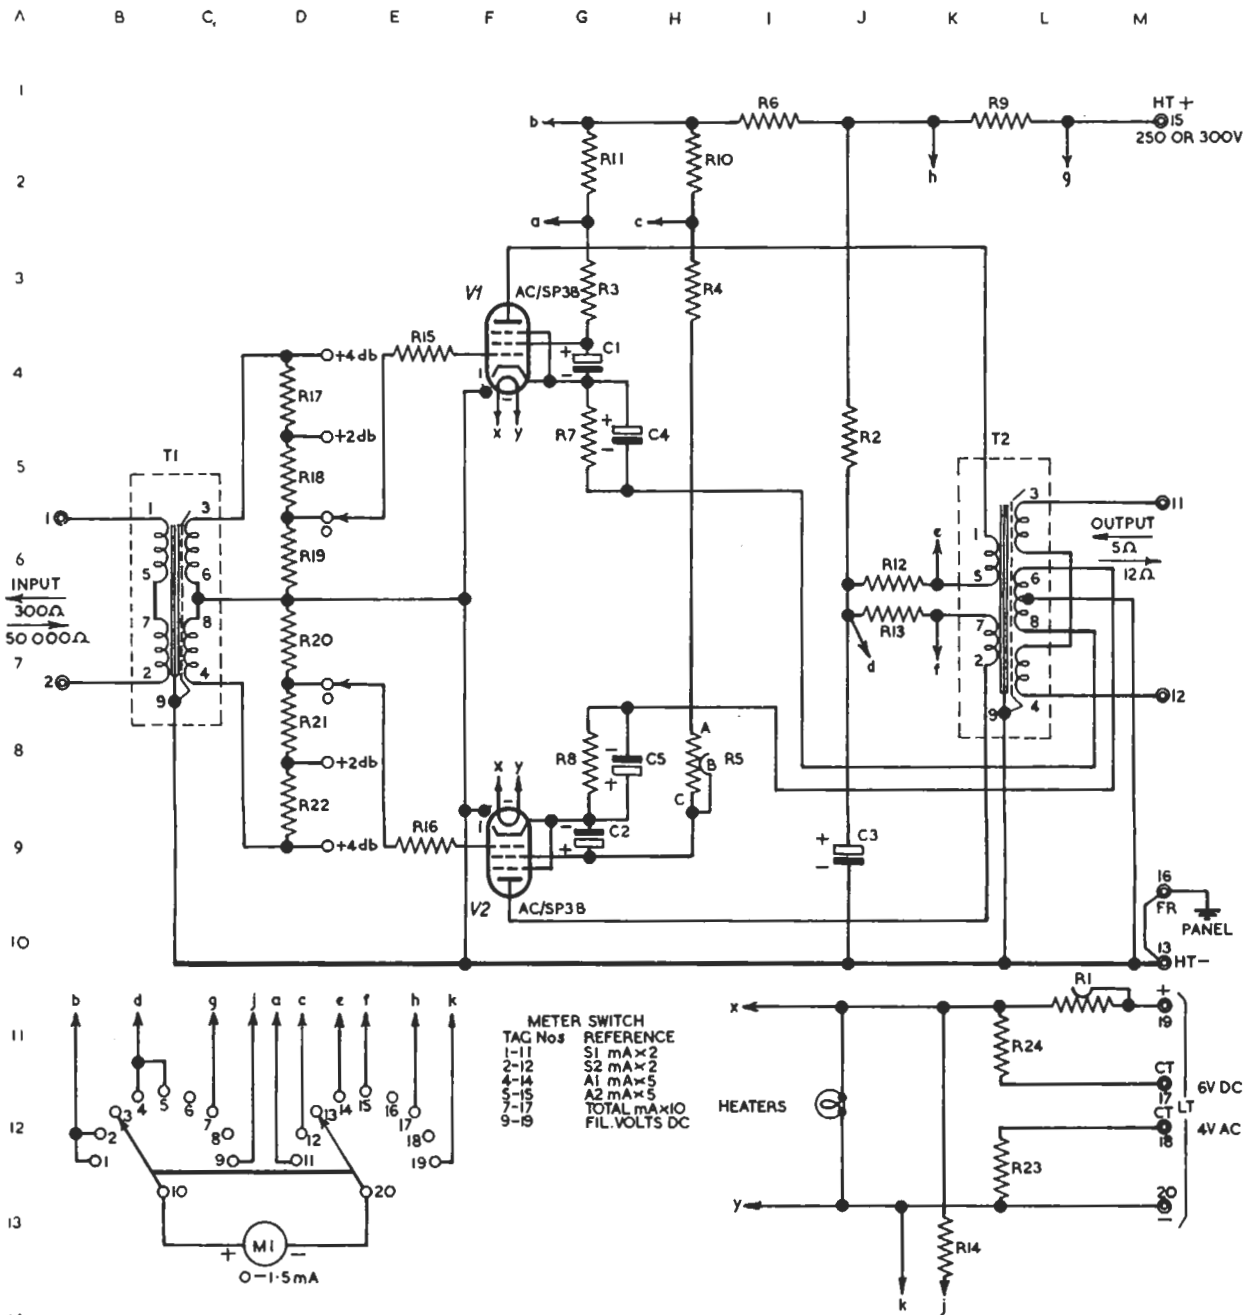 A B C, D E F G H I J K L M
1
HT +
b R6 R9 15
250 OR 300V
R11 R10
2 h g
a c
3
V1 AC/SP3B R3 R4
R15
+4 db + C1
4 R17 1 −
x y R7 + C4 R2
+2db −
T1 T2
5 R18
1 3 3
1 11
O e 1 OUTPUT
6 R19 5Ω
INPUT 5 6 R12 5 6 12Ω
300Ω
50 000Ω 7 8 R20 R13 7 8
7 d f 2
2 2 4 O
9 R21 9 4 12
8 A
x y R8 − C5 B R5
+2db +
R22 C
1 −
9 R16 + C2 + C3
+4db −
V2 AC/SP3B 16
FR
PANEL
10 13
HT−
b d g j a c e f h k
R1 +
x 19
11 METER SWITCH
TAG Nos REFERENCE
1-11 S1 mA×2
2-12 S2 mA×2
4-14 A1 mA×5
5-15 A2 mA×5
7-17 TOTAL mA×10
9-19 FIL.VOLTS DC
R24
CT
17 6V DC
LT
CT
18 4V AC
HEATERS
4 5 6 14 15 16
3 7 13 17
12 2 8 12 18
1 9 11 19
R23
10 20
20
y −
13
+ M1 −
0−1·5mA
R14
k j